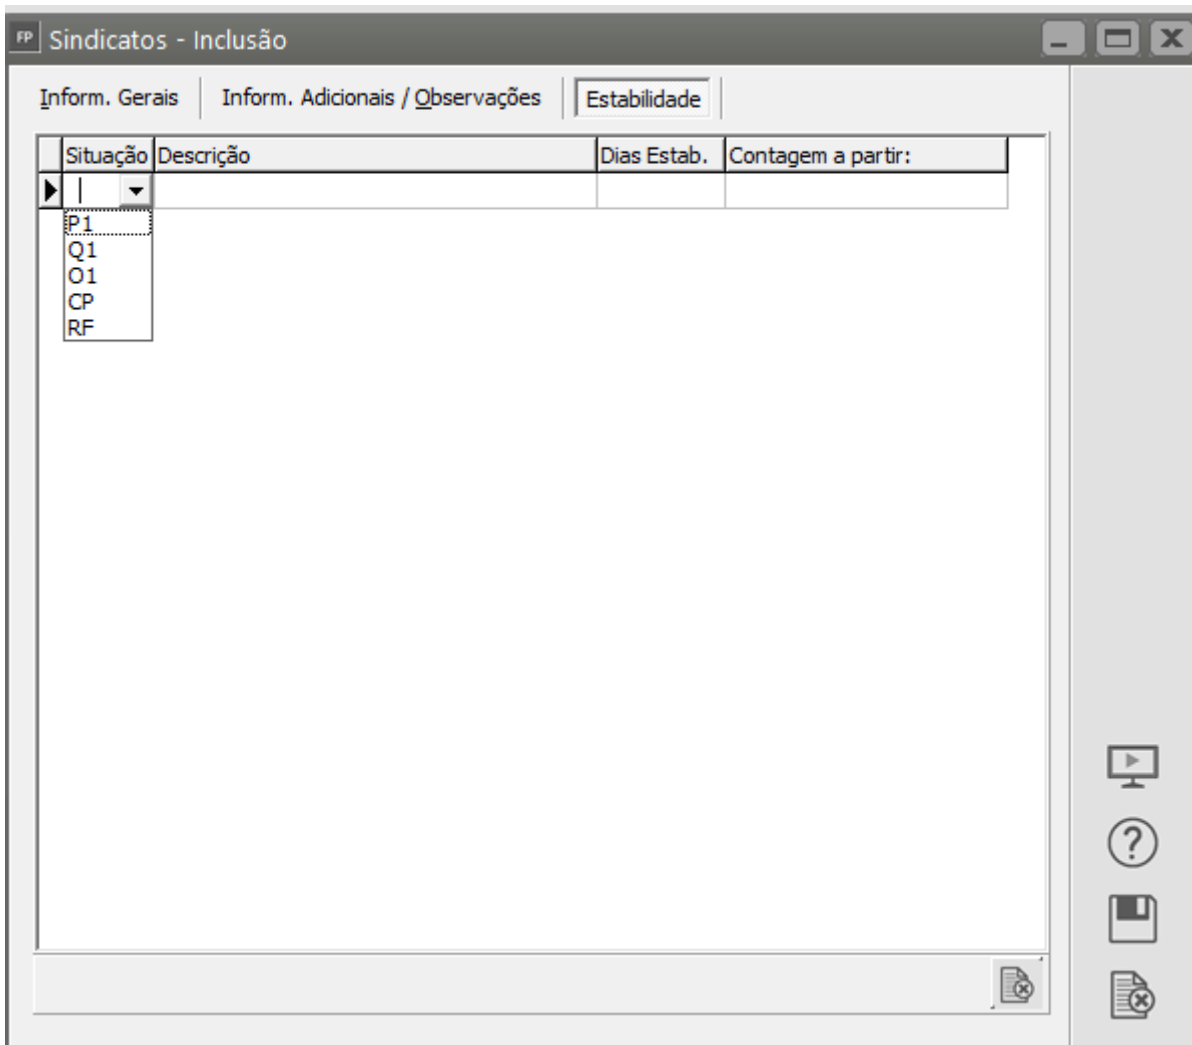 FP Sindicatos - Inclusão
Inform. Gerais Inform. Adicionais / Observações Estabilidade
Situação Descrição Dias Estab. Contagem a partir:
P1
Q1
O1
CP
RF